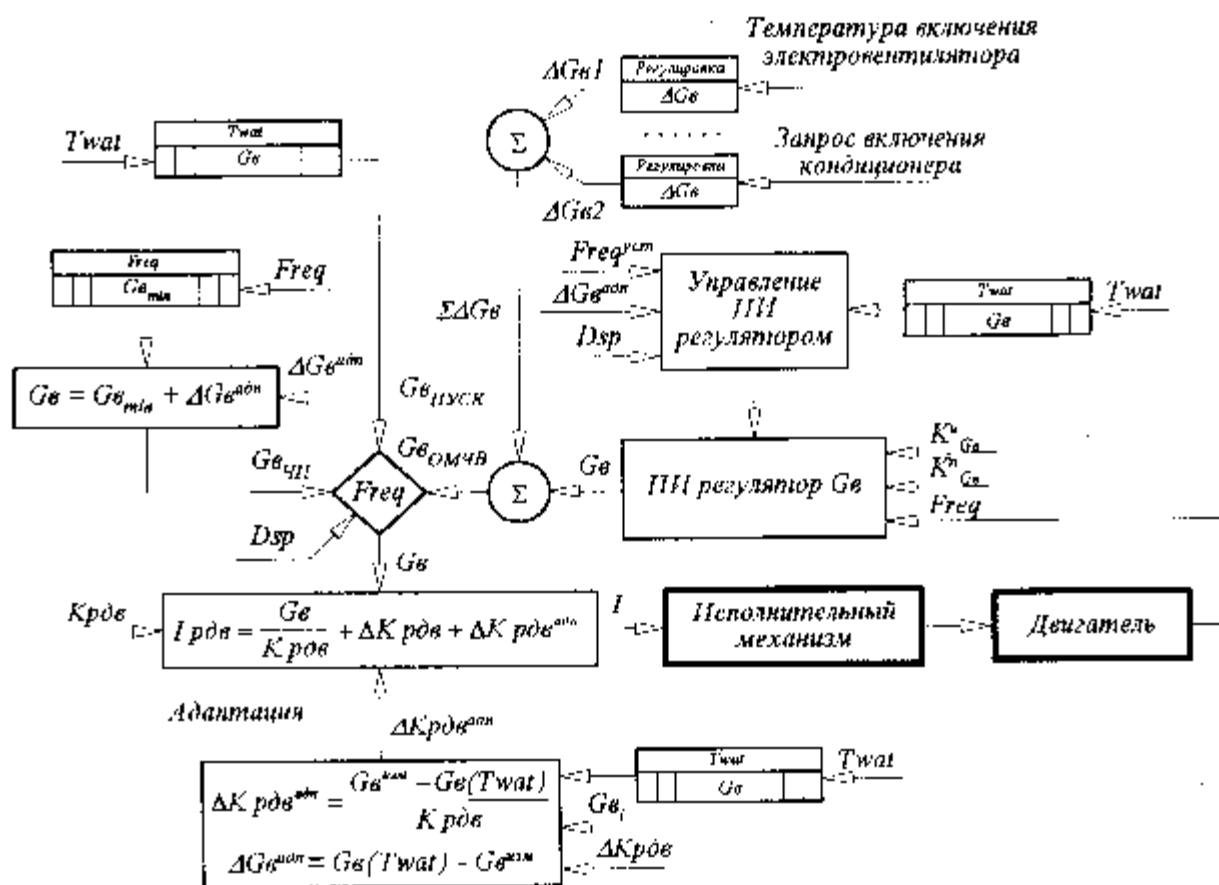 Температура включения
электровентилятора
Регулировка
ΔGв1
ΔGв
Twat
Twat
Gв
Σ
Запрос включения
кондиционера
ΔGв
ΔGв2
Freq
Freq
Gв_min
Freq^уст
Управление
ПИ
регулятором
ΔGв^адп
Dsp
Twat
Twat
Gв
ΣΔGв
ΔGв^адп
Gв = Gв_min + ΔGв^адп
Gв_ПУСК
Gв_ОМЧВ
Gв_ЧП
Freq
Σ
Gв
ПИ регулятор Gв
K^и_Gв
K^п_Gв
Freq
Dsp
Gв
Kрдв
I рдв = Gв / K рдв + ΔK рдв + ΔK рдв^адп
I
Исполнительный
механизм
Двигатель
Адаптация
ΔKрдв^адп
Twat
Twat
Gв
ΔK рдв^адп = Gв^изм – Gв(Twat) / K рдв
Gв_i
ΔGв^адп = Gв(Twat) - Gв^изм
ΔKрдв